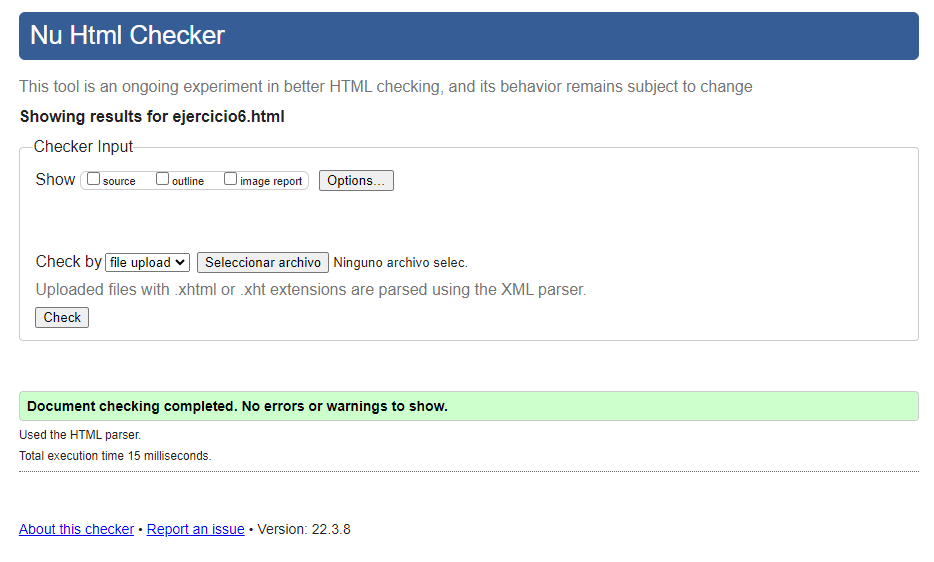 Nu Html Checker
This tool is an ongoing experiment in better HTML checking, and its behavior remains subject to change
Showing results for ejercicio6.html
Checker Input
Show source outline image report Options...
Check by file upload Seleccionar archivo Ninguno archivo selec.
Uploaded files with .xhtml or .xht extensions are parsed using the XML parser.
Check
Document checking completed. No errors or warnings to show.
Used the HTML parser.
Total execution time 15 milliseconds.
About this checker • Report an issue • Version: 22.3.8